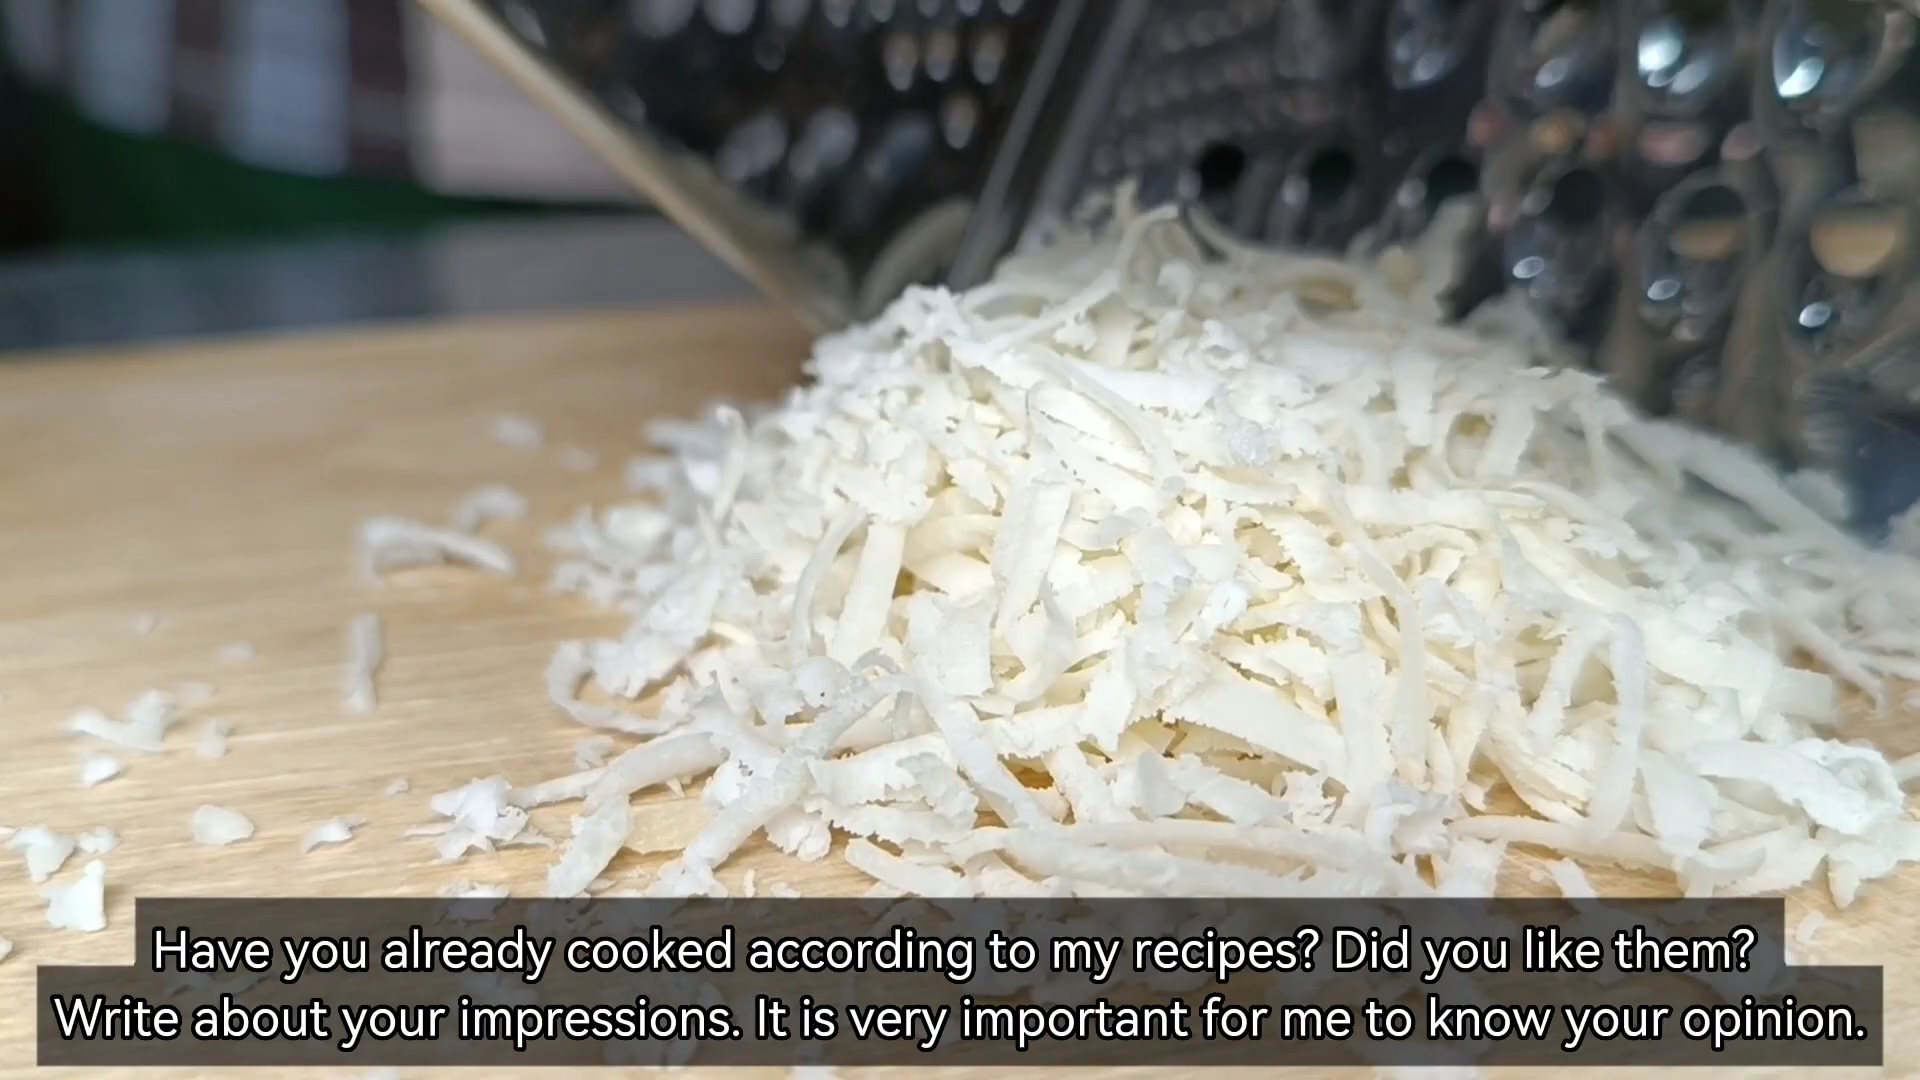 Have you already cooked according to my recipes? Did you like them?
Write about your impressions. It is very important for me to know your opinion.